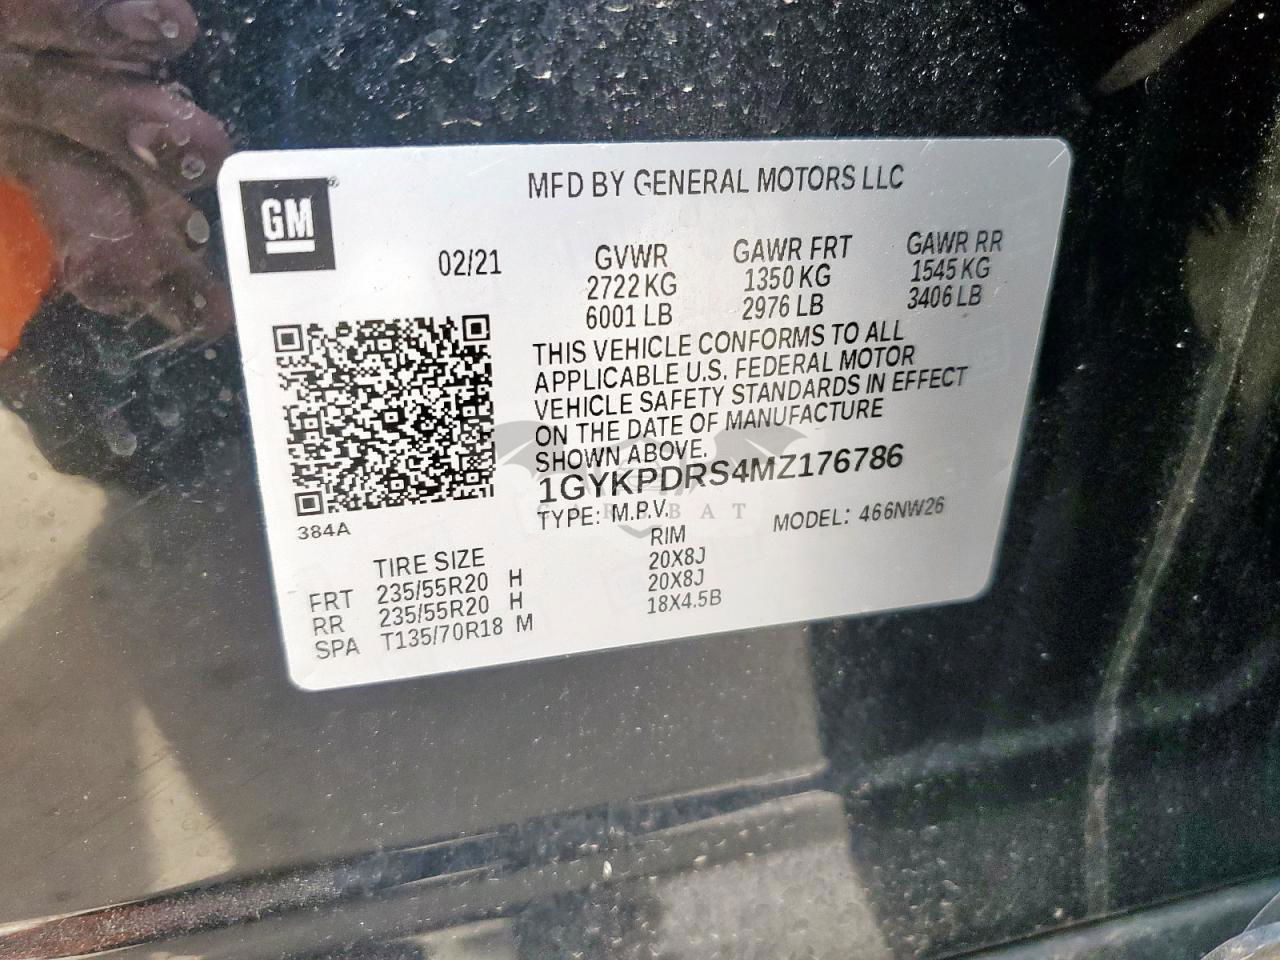 MFD BY GENERAL MOTORS LLC
GM
02/21
GVWR GAWR FRT GAWR RR
2722 KG 1350 KG 1545 KG
6001 LB 2976 LB 3406 LB
THIS VEHICLE CONFORMS TO ALL
APPLICABLE U.S. FEDERAL MOTOR
VEHICLE SAFETY STANDARDS IN EFFECT
ON THE DATE OF MANUFACTURE
SHOWN ABOVE.
1GYKPDRS4MZ176786
TYPE: M.P.V. MODEL: 466NW26
384A
TIRE SIZE RIM
FRT 235/55R20 H 20X8J
RR 235/55R20 H 20X8J
SPA T135/70R18 M 18X4.5B